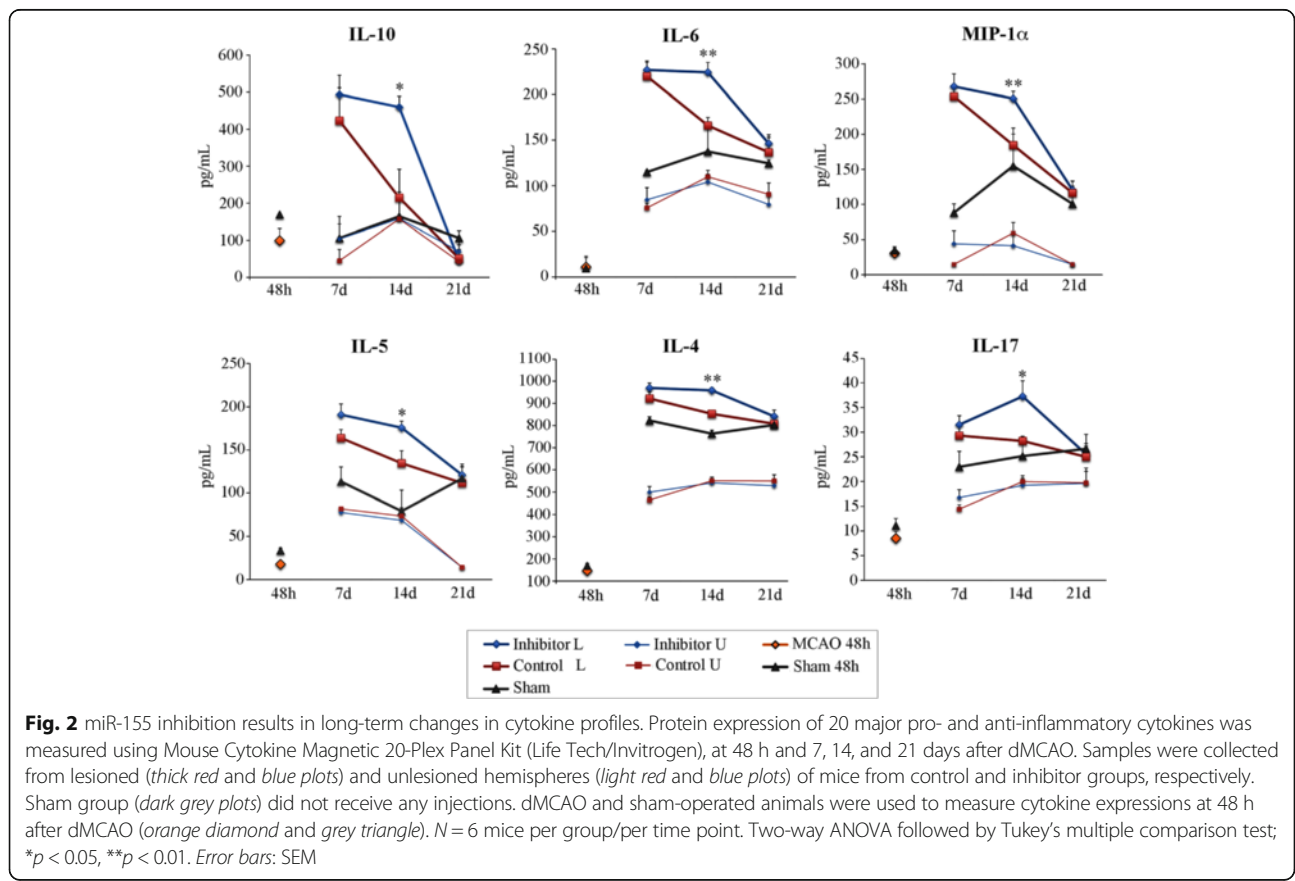 IL-10
IL-6
MIP-1α
600
500
400
300
200
100
0
pg/mL
*
48h 7d 14d 21d
250
200
150
100
50
0
pg/mL
**
48h 7d 14d 21d
300
250
200
150
100
50
0
pg/mL
**
48h 7d 14d 21d
IL-5
IL-4
IL-17
250
200
150
100
50
0
pg/mL
*
48h 7d 14d 21d
1100
1000
900
800
700
600
500
400
300
200
100
pg/mL
**
48h 7d 14d 21d
45
40
35
30
25
20
15
10
5
0
pg/mL
*
48h 7d 14d 21d
Inhibitor L Inhibitor U MCAO 48h
Control L Control U Sham 48h
Sham
Fig. 2 miR-155 inhibition results in long-term changes in cytokine profiles. Protein expression of 20 major pro- and anti-inflammatory cytokines was
measured using Mouse Cytokine Magnetic 20-Plex Panel Kit (Life Tech/Invitrogen), at 48 h and 7, 14, and 21 days after dMCAO. Samples were collected
from lesioned (thick red and blue plots) and unlesioned hemispheres (light red and blue plots) of mice from control and inhibitor groups, respectively.
Sham group (dark grey plots) did not receive any injections. dMCAO and sham-operated animals were used to measure cytokine expressions at 48 h
after dMCAO (orange diamond and grey triangle). N = 6 mice per group/per time point. Two-way ANOVA followed by Tukey's multiple comparison test;
*p < 0.05, **p < 0.01. Error bars: SEM